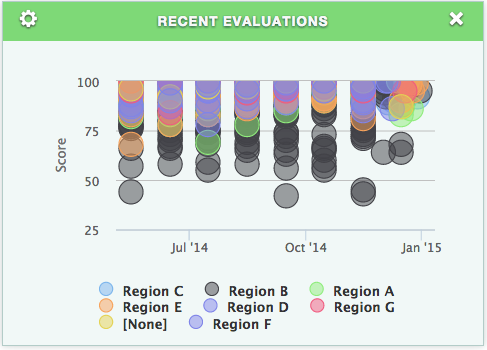 RECENT EVALUATIONS
100
75
50
25
Score
Jul '14 Oct '14 Jan '15
Region C Region B Region A
Region E Region D Region G
[None] Region F